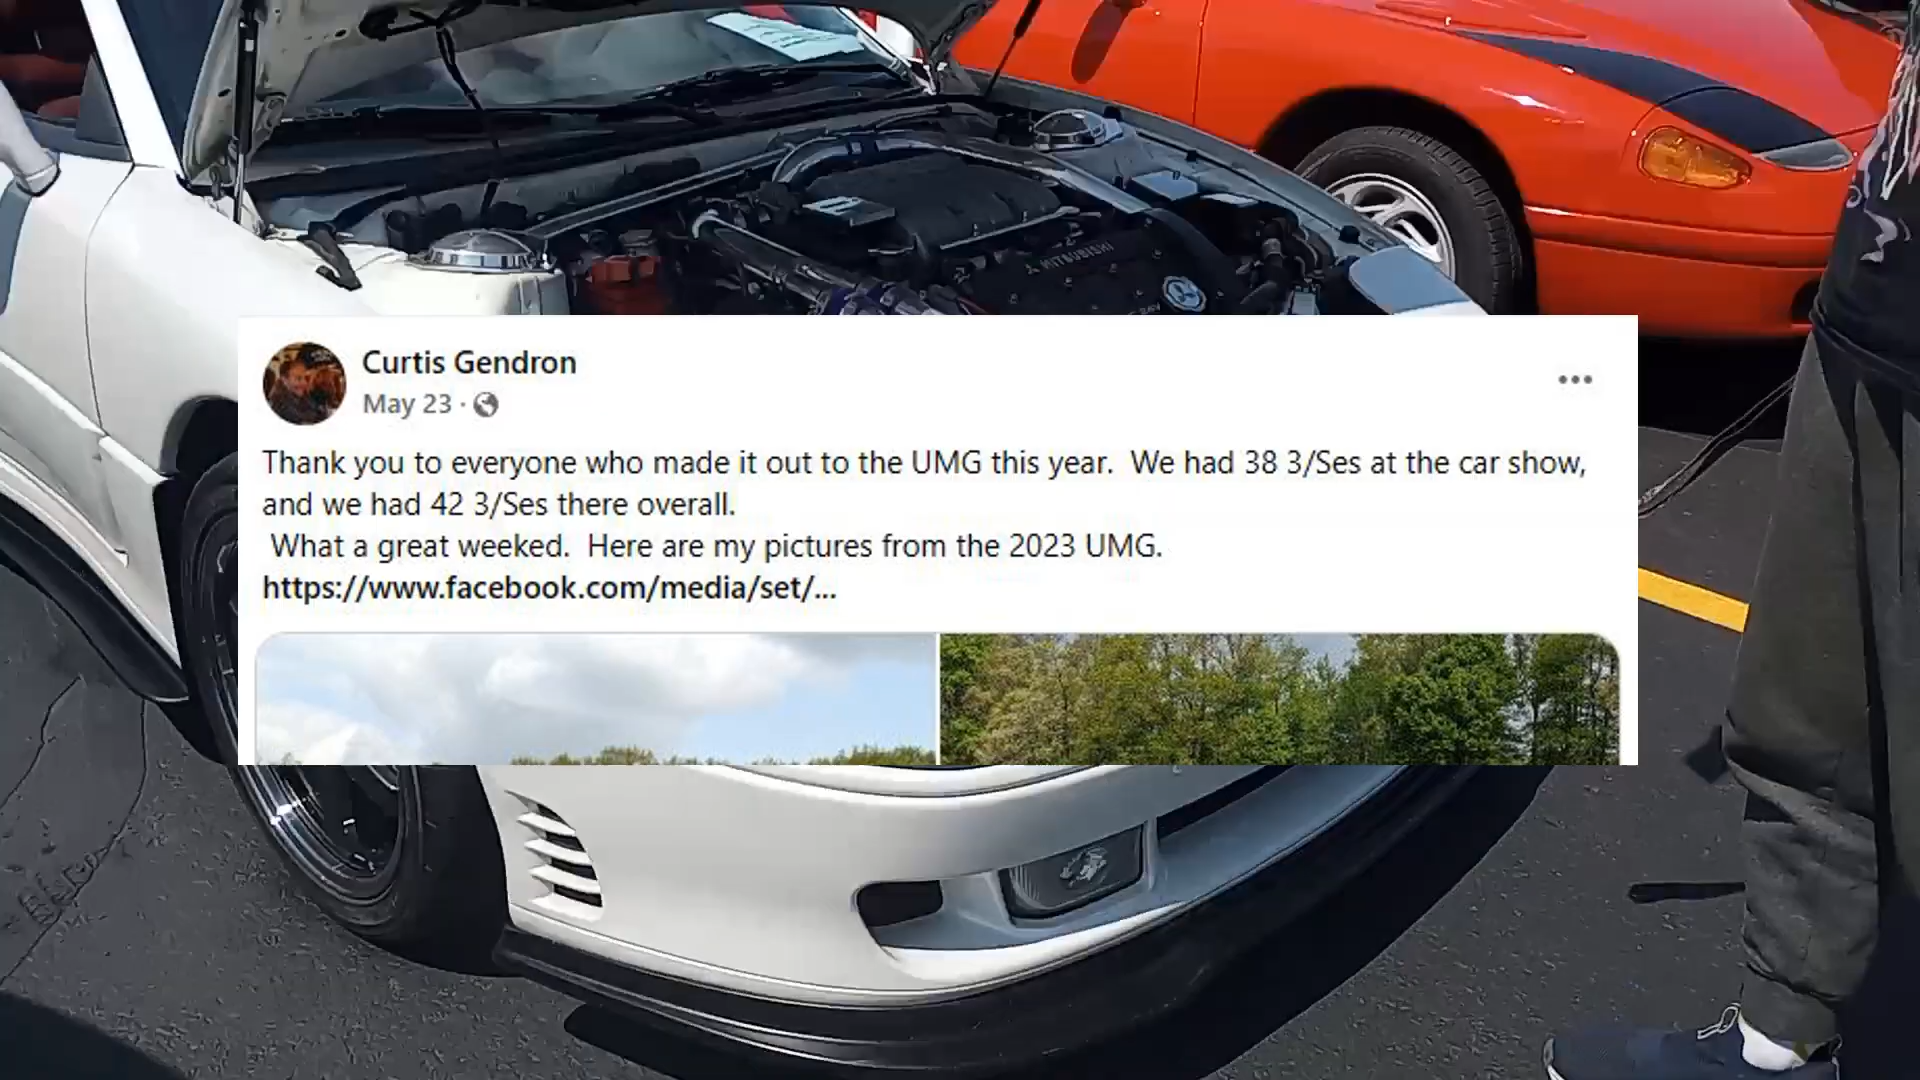 MITSUBISHI
24V
Curtis Gendron
May 23 ·
Thank you to everyone who made it out to the UMG this year.  We had 38 3/Ses at the car show,
and we had 42 3/Ses there overall.
What a great weeked.  Here are my pictures from the 2023 UMG.
https://www.facebook.com/media/set/...